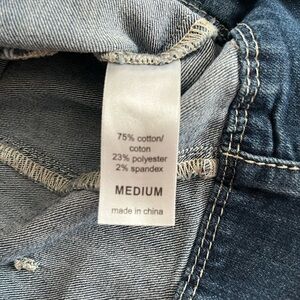 75% cotton/
coton
23% polyester
2% spandex
MEDIUM
made in china